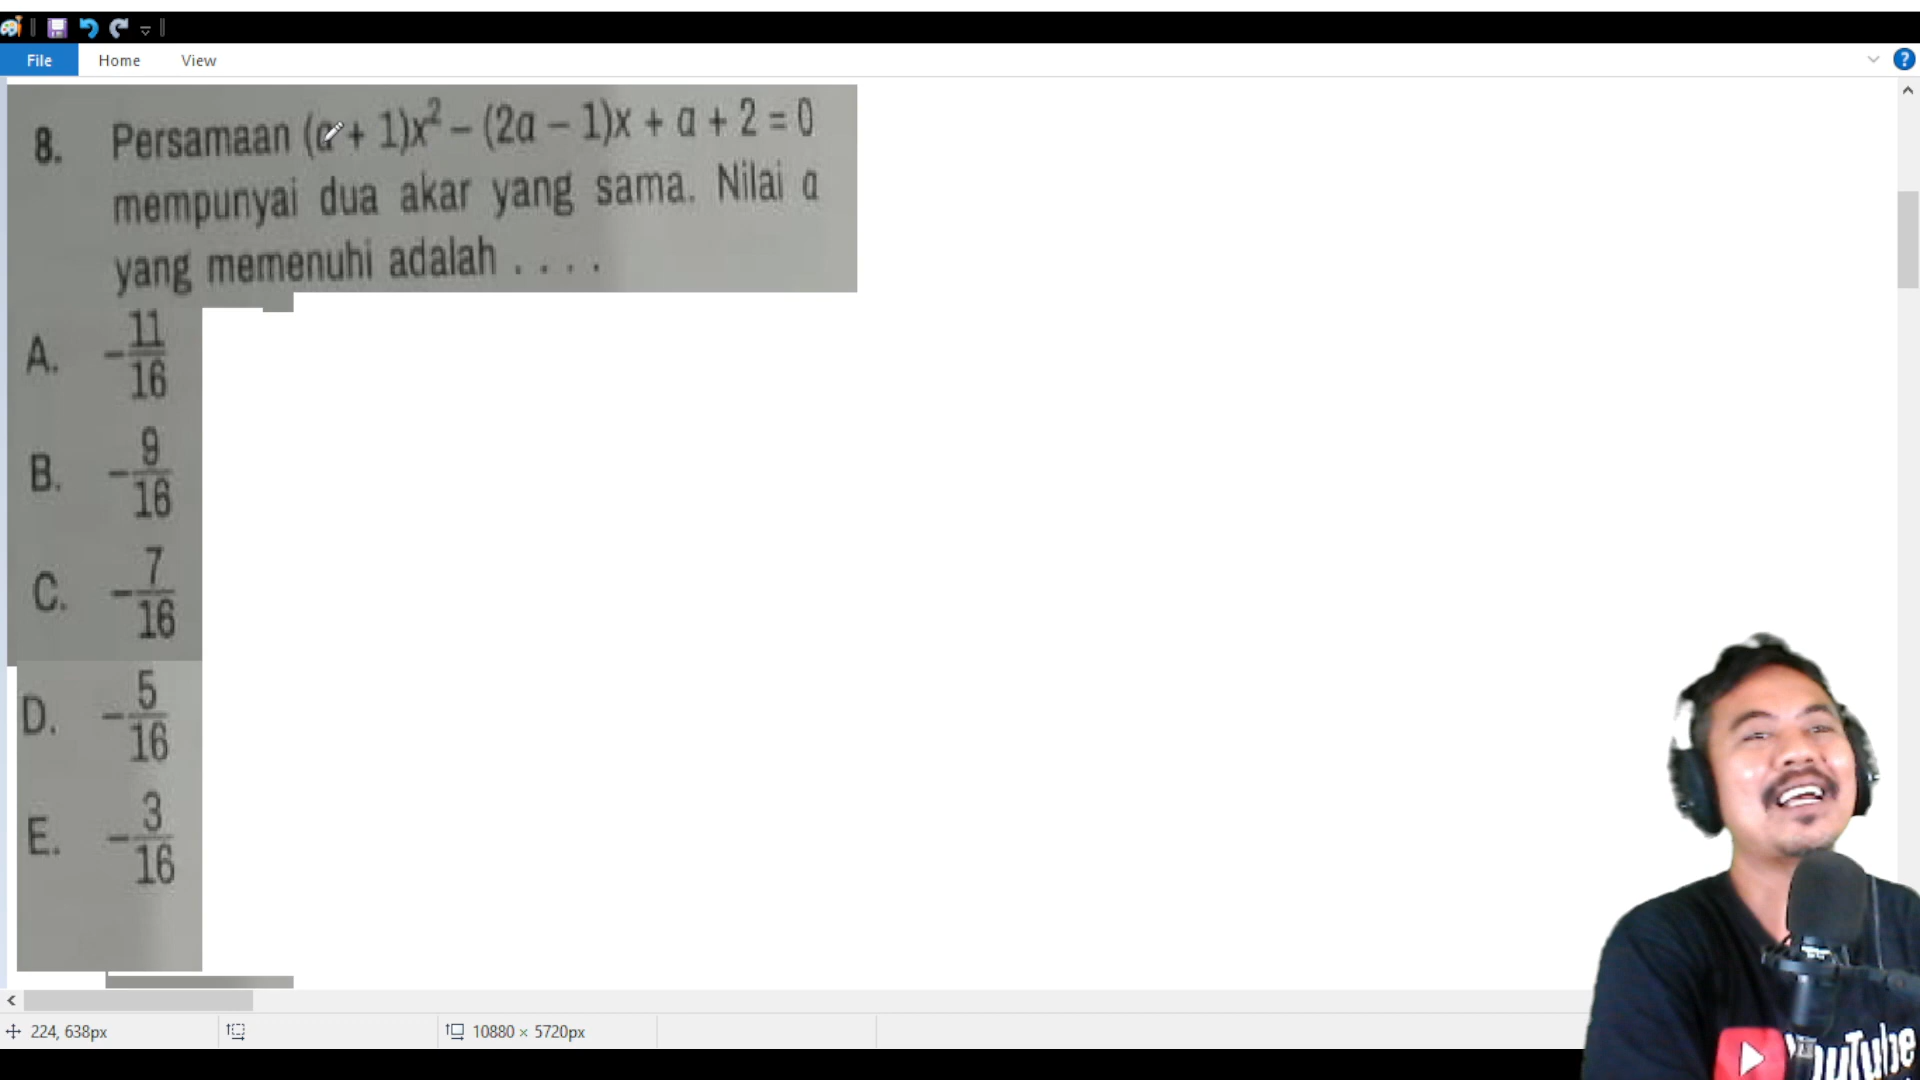 File Home View
8. Persamaan (a + 1)x² – (2a – 1)x + a + 2 = 0
mempunyai dua akar yang sama. Nilai a
yang memenuhi adalah . . . .
A. –11/16
B. –9/16
C. –7/16
D. –5/16
E. –3/16
224, 638px 10880 × 5720px
YouTube